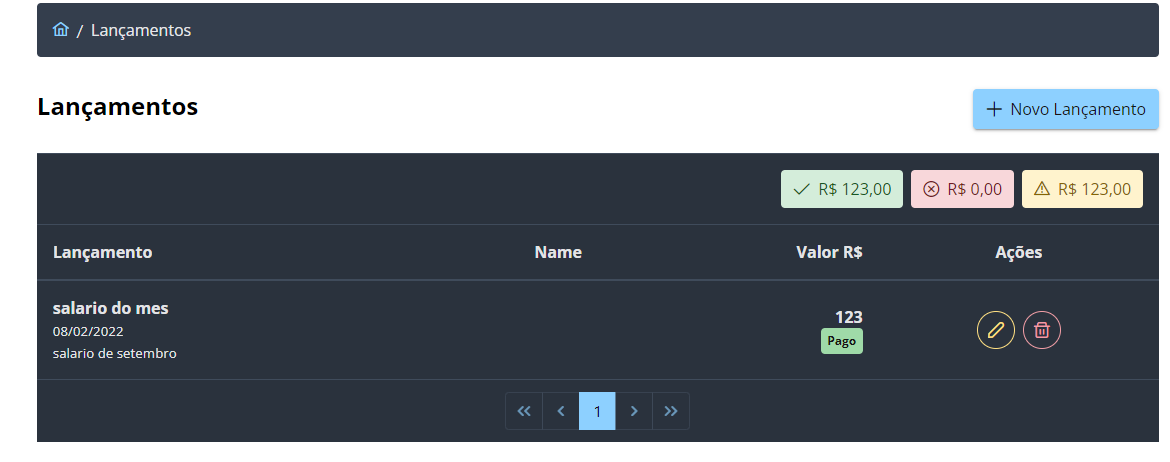 / Lançamentos
Lançamentos
Novo Lançamento
R$ 123,00 R$ 0,00 R$ 123,00
Lançamento Name Valor R$ Ações
salario do mes
08/02/2022
salario de setembro
123
Pago
1